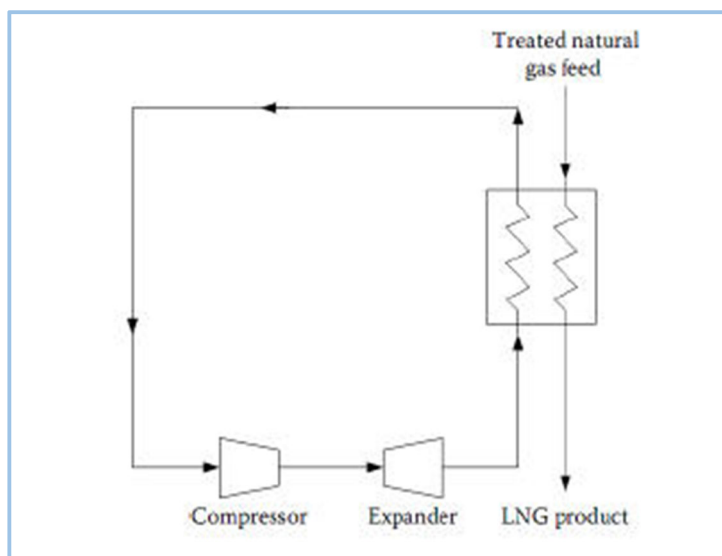 Treated natural
gas feed
Compressor
Expander
LNG product